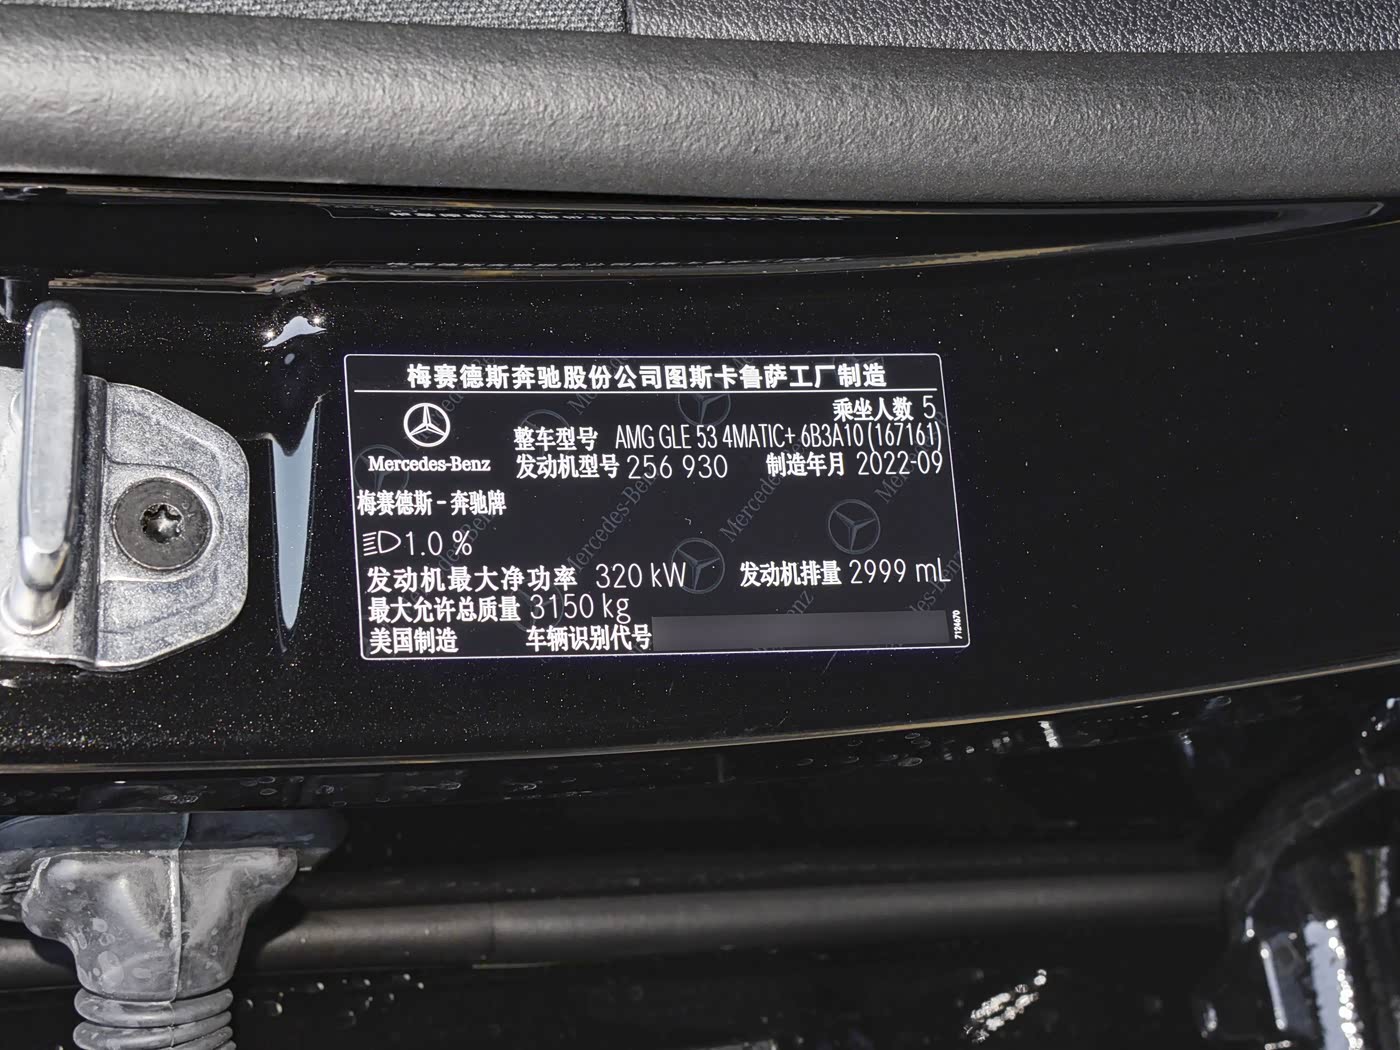 梅赛德斯奔驰股份公司图斯卡鲁萨工厂制造
乘坐人数 5
整车型号 AMG GLE 53 4MATIC+ 6B3A10 (167161)
Mercedes-Benz 发动机型号 256 930 制造年月 2022-09
梅赛德斯-奔驰牌
1.0 %
发动机最大净功率 320 kW 发动机排量 2999 mL
最大允许总质量 3150 kg
美国制造 车辆识别代号
7124670